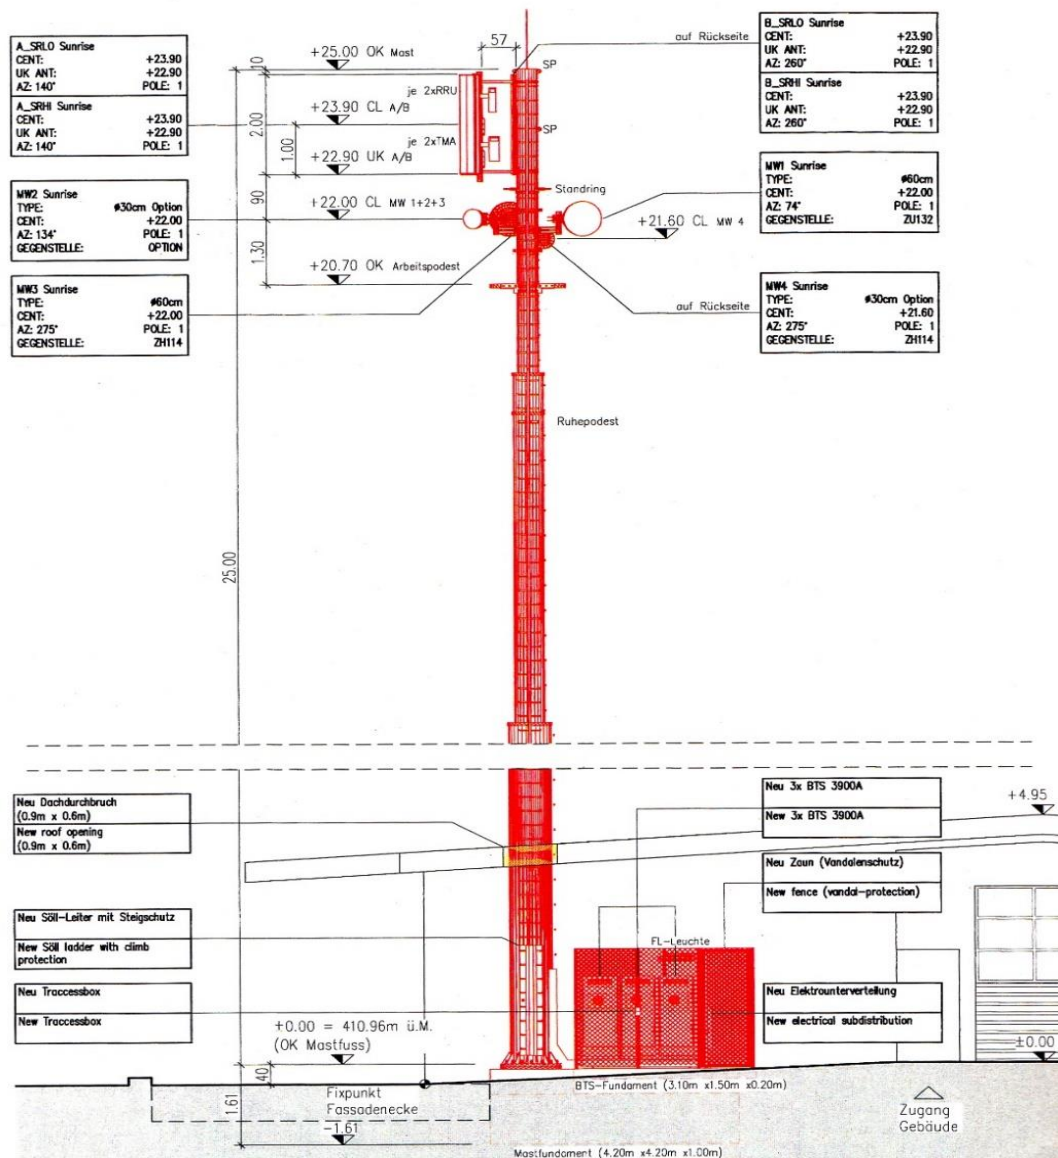 A_SRLO Sunrise
CENT: +23.90
UK ANT: +22.90
AZ: 140° POLE: 1
A_SRHI Sunrise
CENT: +23.90
UK ANT: +22.90
AZ: 140° POLE: 1
MW2 Sunrise
TYPE: ø30cm Option
CENT: +22.00
AZ: 134° POLE: 1
GEGENSTELLE: OPTION
MW3 Sunrise
TYPE: ø60cm
CENT: +22.00
AZ: 275° POLE: 1
GEGENSTELLE: ZH114
10
2.00
1.00
90
1.30
25.00
+25.00 OK Mast
57
je 2xRRU
+23.90 CL A/B
je 2xTMA
+22.90 UK A/B
+22.00 CL MW 1+2+3
+20.70 OK Arbeitspodest
SP
SP
Standring
auf Rückseite
+21.60 CL MW 4
auf Rückseite
Ruhepodest
B_SRLO Sunrise
CENT: +23.90
UK ANT: +22.90
AZ: 260° POLE: 1
B_SRHI Sunrise
CENT: +23.90
UK ANT: +22.90
AZ: 260° POLE: 1
MW1 Sunrise
TYPE: ø60cm
CENT: +22.00
AZ: 74° POLE: 1
GEGENSTELLE: ZU132
MW4 Sunrise
TYPE: ø30cm Option
CENT: +21.60
AZ: 275° POLE: 1
GEGENSTELLE: ZH114
Neu Dachdurchbruch
(0.9m x 0.6m)
New roof opening
(0.9m x 0.6m)
Neu Söll-Leiter mit Steigschutz
New Söll ladder with climb
protection
Neu Traccessbox
New Traccessbox
Neu 3x BTS 3900A
New 3x BTS 3900A
+4.95
Neu Zaun (Vandalenschutz)
New fence (vandal-protection)
FL-Leuchte
Neu Elektrounterverteilung
New electrical subdistribution
±0.00
+0.00 = 410.96m ü.M.
(OK Mastfuss)
40
1.61
Fixpunkt
Fassadenecke
-1.61
BTS-Fundament (3.10m x1.50m x0.20m)
Zugang
Gebäude
Mastfundament (4.20m x4.20m x1.00m)